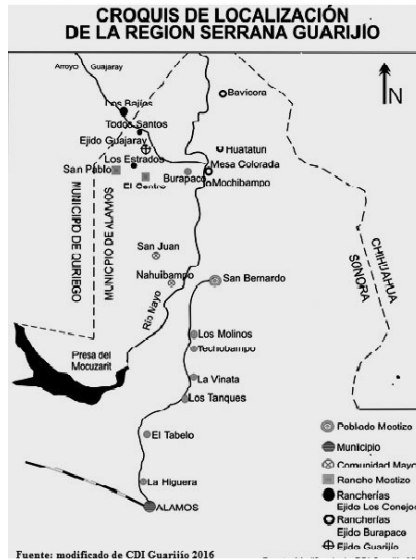 CROQUIS DE LOCALIZACIÓN
DE LA REGION SERRANA GUARIJIO
Arroyo Guajaray
Bavicora
N
Los Bajíos
Todos Santos
Ejido Guajaray
Huataturi
Los Estrados
Mesa Colorada
San Pablo
El Centro
Burapaco
Mochibampo
MUNICIPIO DE QURIEGO
MUNICPIO DE ALAMOS
San Juan
CHIHUAHUA
SONORA
Nahuibampo
San Bernardo
Río Mayo
Los Molinos
Techobampo
Presa del
Mocuzarit
La Vinata
Los Tanques
El Tabelo
La Higuera
ALAMOS
Poblado Mestizo
Municipio
Comunidad Mayo
Rancho Mestizo
Rancherías
Ejido Los Conejos
Rancherías
Ejido Burapaco
Ejido Guarijío
Fuente: modificado de CDI Guarijio 2016